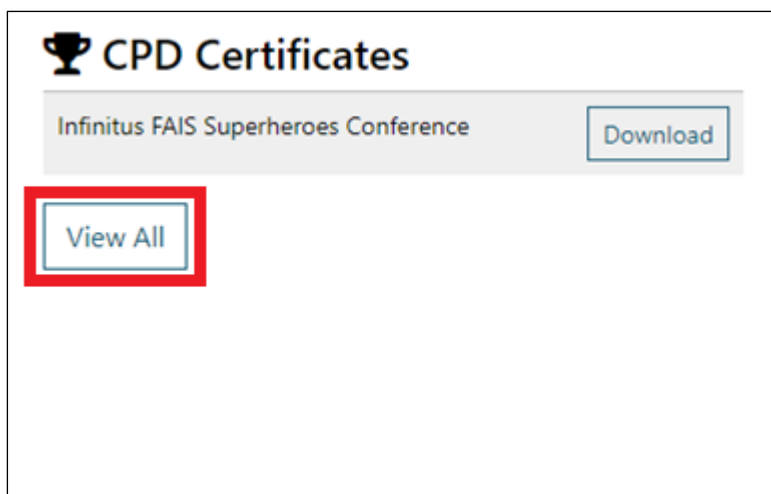 CPD Certificates
Infinitus FAIS Superheroes Conference
Download
View All